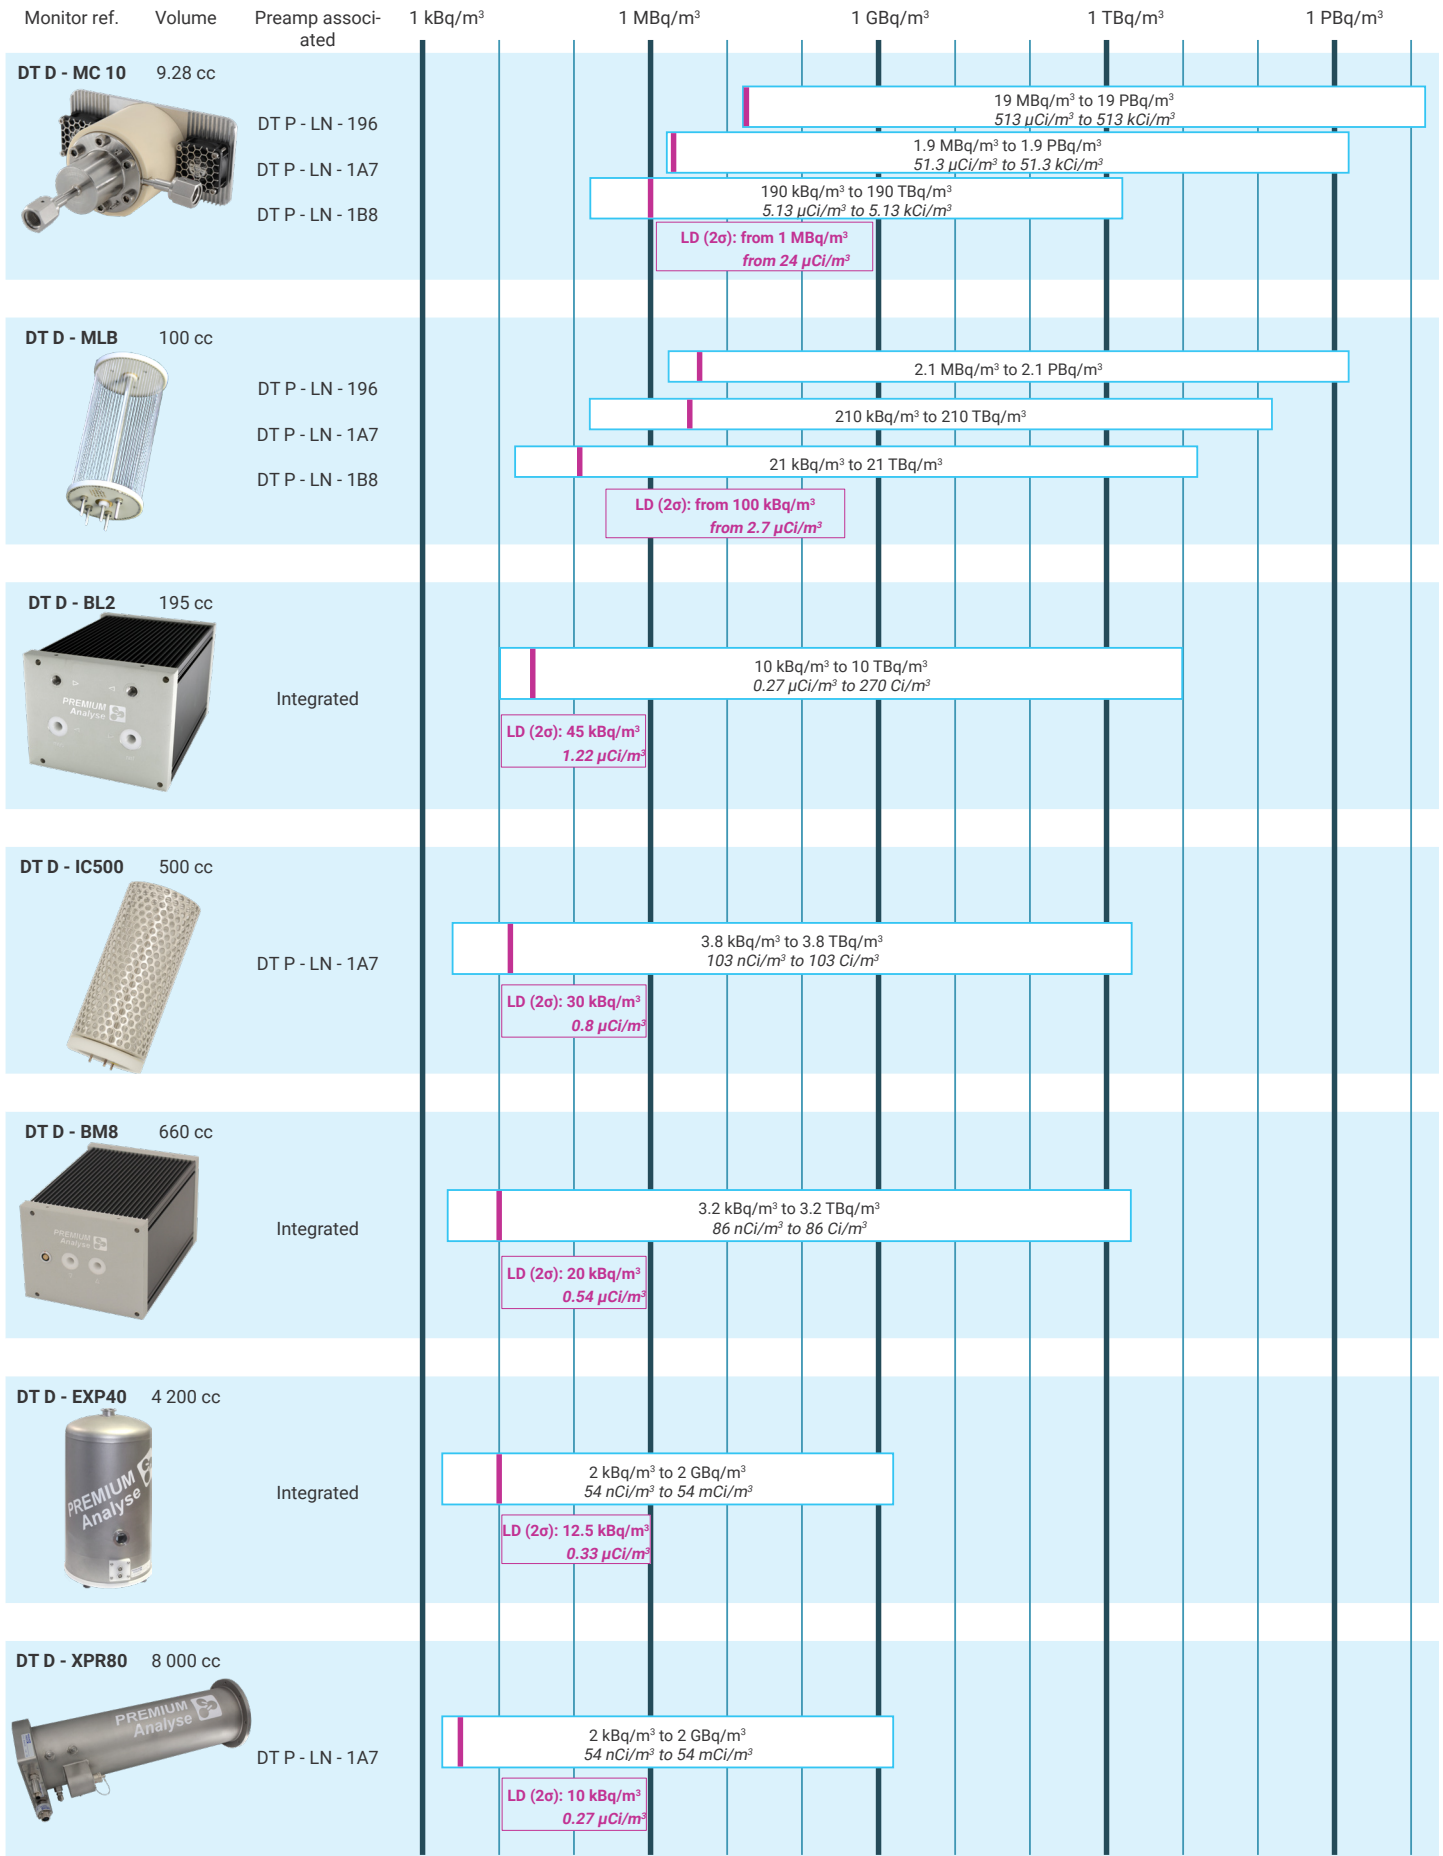 Monitor ref. Volume Preamp associ-
ated
1 kBq/m³ 1 MBq/m³ 1 GBq/m³ 1 TBq/m³ 1 PBq/m³
DT D - MC 10 9.28 cc
DT P - LN - 196
19 MBq/m³ to 19 PBq/m³
513 µCi/m³ to 513 kCi/m³
DT P - LN - 1A7
1.9 MBq/m³ to 1.9 PBq/m³
51.3 µCi/m³ to 51.3 kCi/m³
DT P - LN - 1B8
190 kBq/m³ to 190 TBq/m³
5.13 µCi/m³ to 5.13 kCi/m³
LD (2σ): from 1 MBq/m³
from 24 µCi/m³
DT D - MLB 100 cc
DT P - LN - 196
2.1 MBq/m³ to 2.1 PBq/m³
DT P - LN - 1A7
210 kBq/m³ to 210 TBq/m³
DT P - LN - 1B8
21 kBq/m³ to 21 TBq/m³
LD (2σ): from 100 kBq/m³
from 2.7 µCi/m³
DT D - BL2 195 cc
PREMIUM
Analyse
Integrated
10 kBq/m³ to 10 TBq/m³
0.27 µCi/m³ to 270 Ci/m³
LD (2σ): 45 kBq/m³
1.22 µCi/m³
DT D - IC500 500 cc
DT P - LN - 1A7
3.8 kBq/m³ to 3.8 TBq/m³
103 nCi/m³ to 103 Ci/m³
LD (2σ): 30 kBq/m³
0.8 µCi/m³
DT D - BM8 660 cc
PREMIUM
Analyse
Integrated
3.2 kBq/m³ to 3.2 TBq/m³
86 nCi/m³ to 86 Ci/m³
LD (2σ): 20 kBq/m³
0.54 µCi/m³
DT D - EXP40 4 200 cc
PREMIUM
Analyse
Integrated
2 kBq/m³ to 2 GBq/m³
54 nCi/m³ to 54 mCi/m³
LD (2σ): 12.5 kBq/m³
0.33 µCi/m³
DT D - XPR80 8 000 cc
PREMIUM
Analyse
DT P - LN - 1A7
2 kBq/m³ to 2 GBq/m³
54 nCi/m³ to 54 mCi/m³
LD (2σ): 10 kBq/m³
0.27 µCi/m³